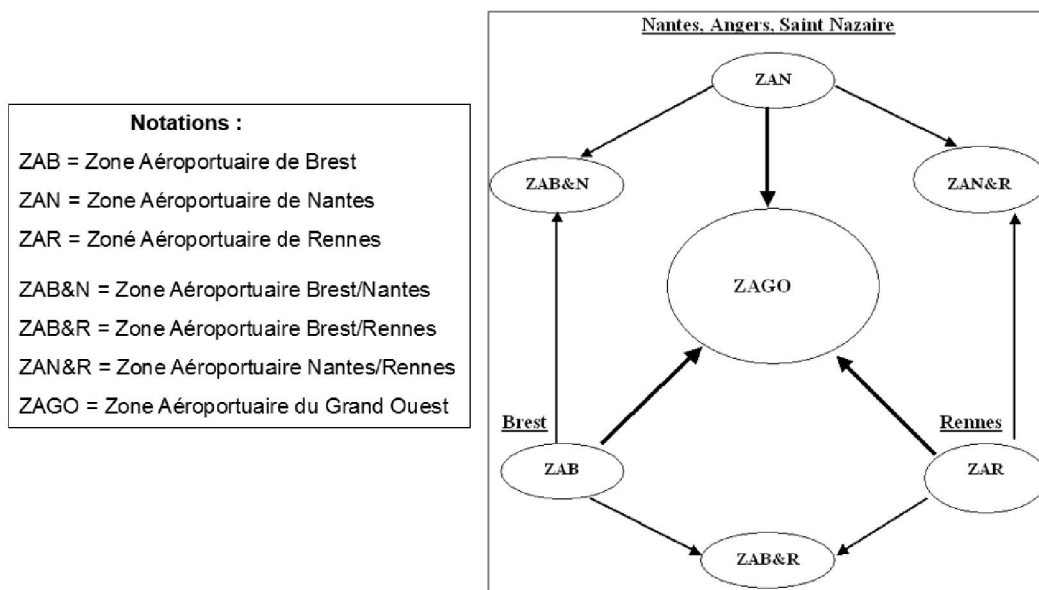 Notations :
ZAB = Zone Aéroportuaire de Brest
ZAN = Zone Aéroportuaire de Nantes
ZAR = Zoné Aéroportuaire de Rennes
ZAB&N = Zone Aéroportuaire Brest/Nantes
ZAB&R = Zone Aéroportuaire Brest/Rennes
ZAN&R = Zone Aéroportuaire Nantes/Rennes
ZAGO = Zone Aéroportuaire du Grand Ouest
Nantes, Angers, Saint Nazaire
ZAN
ZAB&N
ZAN&R
ZAGO
Brest
Rennes
ZAB
ZAR
ZAB&R